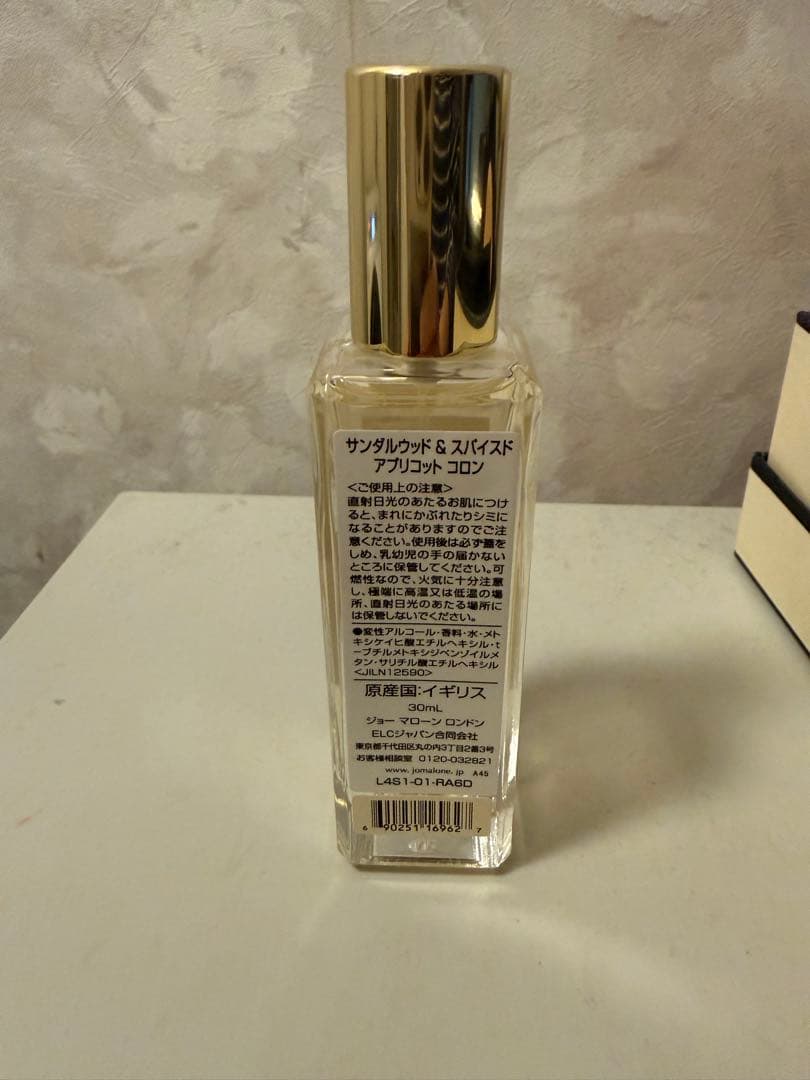 サンダルウッド & スパイスド
アプリコット コロン
<ご使用上の注意>
直射日光のあたるお肌につけ
ると、まれにかぶれたりシミに
なることがありますのでご注
意ください。使用後は必ず蓋を
しめ、乳幼児の手の届かない
ところに保管してください。可
燃性なので、火気に十分注意
し、極端に高温又は低温の場
所、直射日光のあたる場所に
は保管しないでください。
●変性アルコール・香料・水・メト
キシケイヒ酸エチルヘキシル・t
ーブチルメトキシジベンゾイルメ
タン・サリチル酸エチルヘキシル
<JILN12590>
原産国:イギリス
30mL
ジョー マローン ロンドン
ELCジャパン合同会社
東京都千代田区丸の内3丁目2番3号
お客様相談室 0120-032821
www.jomalone.jp A45
L4S1-01-RA6D
6 90251 16962 7